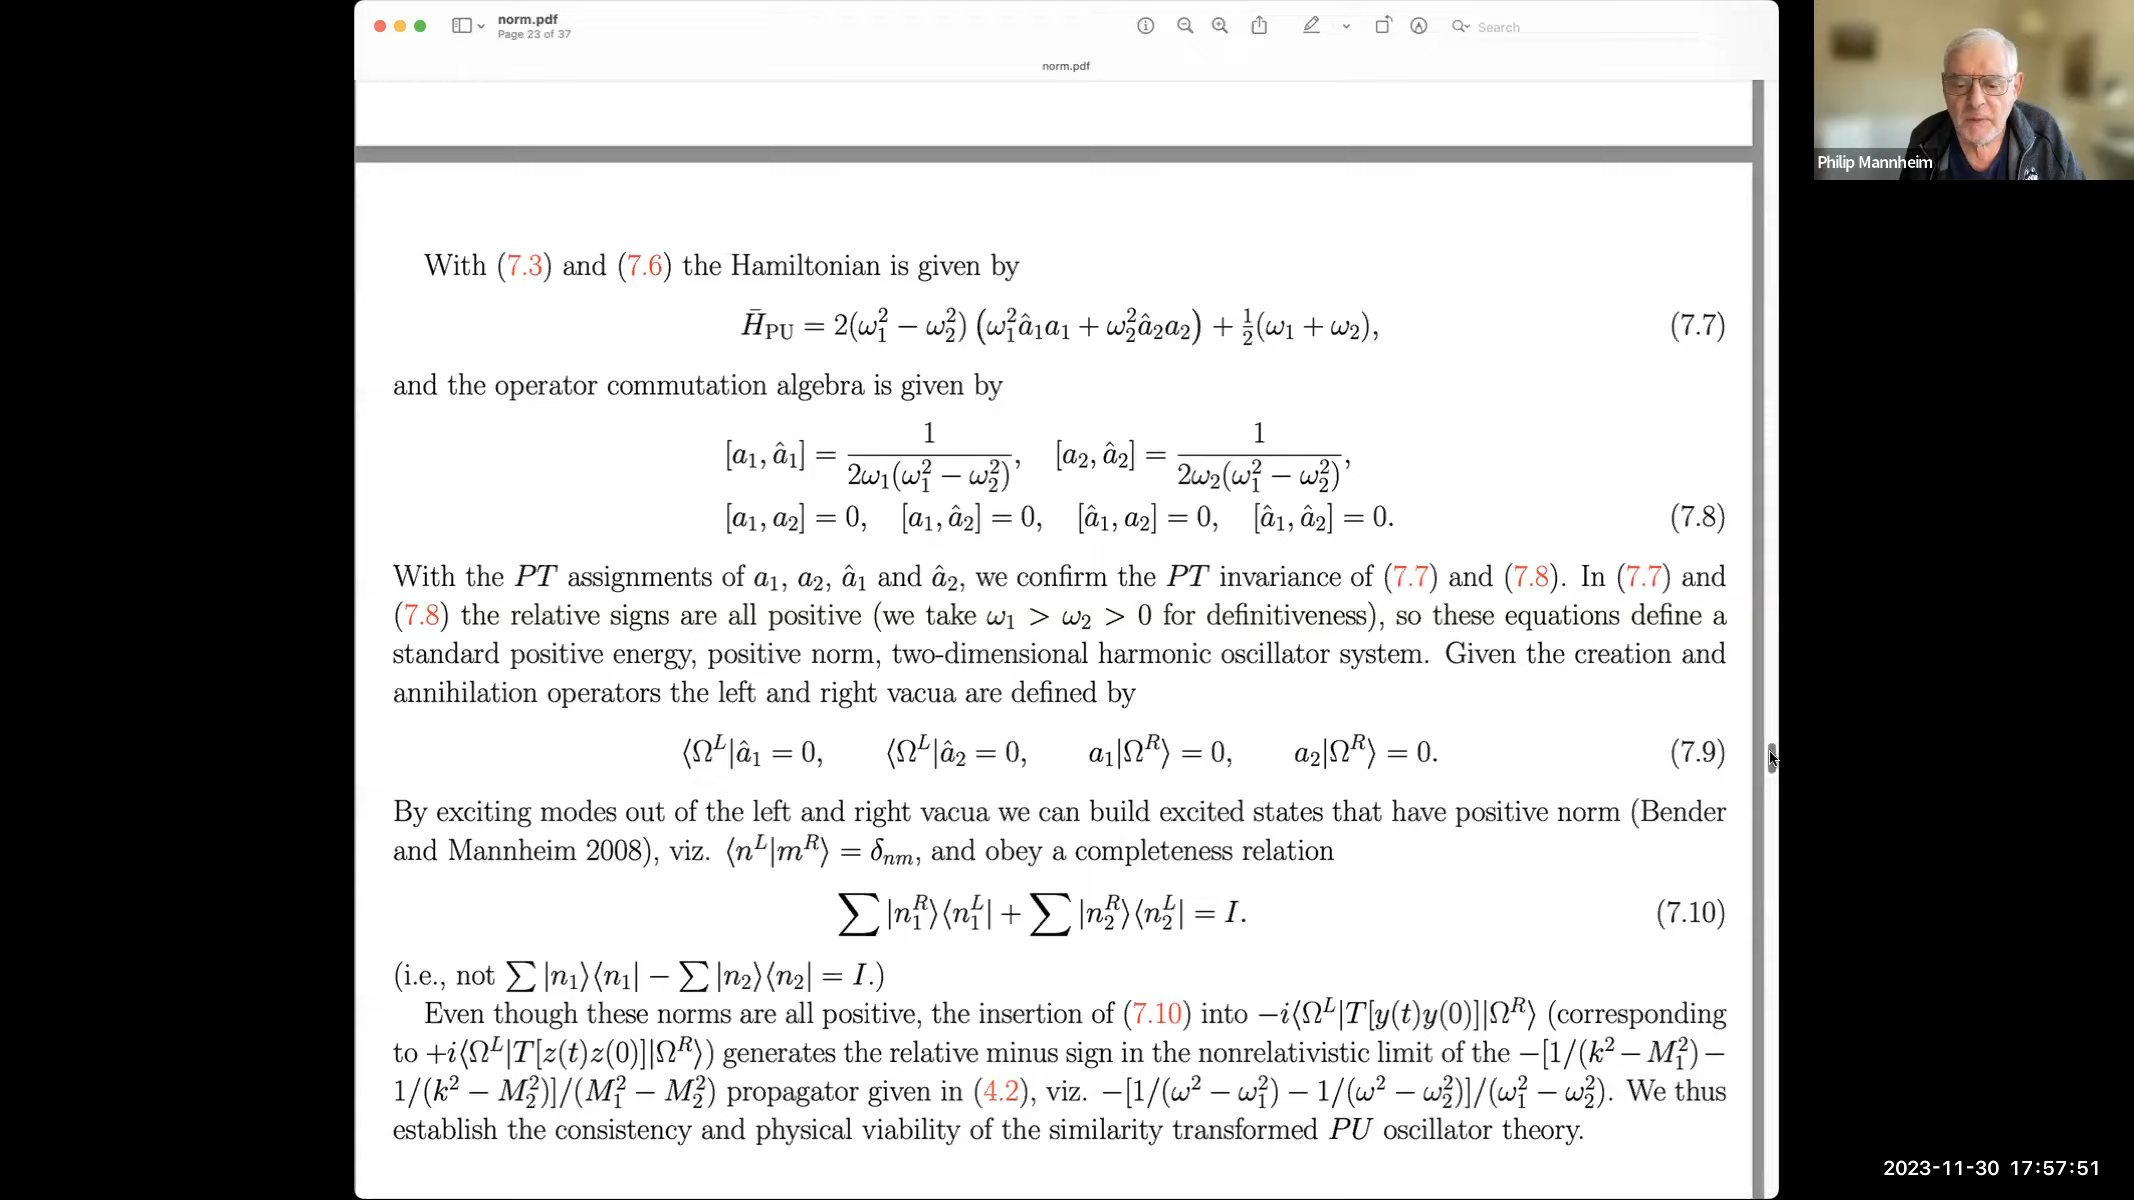 norm.pdf
Page 23 of 37
Search
norm.pdf
Philip Mannheim
With (7.3) and (7.6) the Hamiltonian is given by
H̄_PU = 2(ω₁² − ω₂²) (ω₁²â₁a₁ + ω₂²â₂a₂) + ½(ω₁ + ω₂), (7.7)
and the operator commutation algebra is given by
[a₁, â₁] = 1/(2ω₁(ω₁² − ω₂²)), [a₂, â₂] = 1/(2ω₂(ω₁² − ω₂²)),
[a₁, a₂] = 0, [a₁, â₂] = 0, [â₁, a₂] = 0, [â₁, â₂] = 0. (7.8)
With the PT assignments of a₁, a₂, â₁ and â₂, we confirm the PT invariance of (7.7) and (7.8). In (7.7) and
(7.8) the relative signs are all positive (we take ω₁ > ω₂ > 0 for definitiveness), so these equations define a
standard positive energy, positive norm, two-dimensional harmonic oscillator system. Given the creation and
annihilation operators the left and right vacua are defined by
⟨Ω^L|â₁ = 0, ⟨Ω^L|â₂ = 0, a₁|Ω^R⟩ = 0, a₂|Ω^R⟩ = 0. (7.9)
By exciting modes out of the left and right vacua we can build excited states that have positive norm (Bender
and Mannheim 2008), viz. ⟨n^L|m^R⟩ = δ_nm, and obey a completeness relation
∑ |n₁^R⟩⟨n₁^L| + ∑ |n₂^R⟩⟨n₂^L| = I. (7.10)
(i.e., not ∑ |n₁⟩⟨n₁| − ∑ |n₂⟩⟨n₂| = I.)
Even though these norms are all positive, the insertion of (7.10) into −i⟨Ω^L|T[y(t)y(0)]|Ω^R⟩ (corresponding
to +i⟨Ω^L|T[z(t)z(0)]|Ω^R⟩) generates the relative minus sign in the nonrelativistic limit of the −[1/(k² − M₁²) −
1/(k² − M₂²)]/(M₁² − M₂²) propagator given in (4.2), viz. −[1/(ω² − ω₁²) − 1/(ω² − ω₂²)]/(ω₁² − ω₂²). We thus
establish the consistency and physical viability of the similarity transformed PU oscillator theory.
2023-11-30 17:57:51